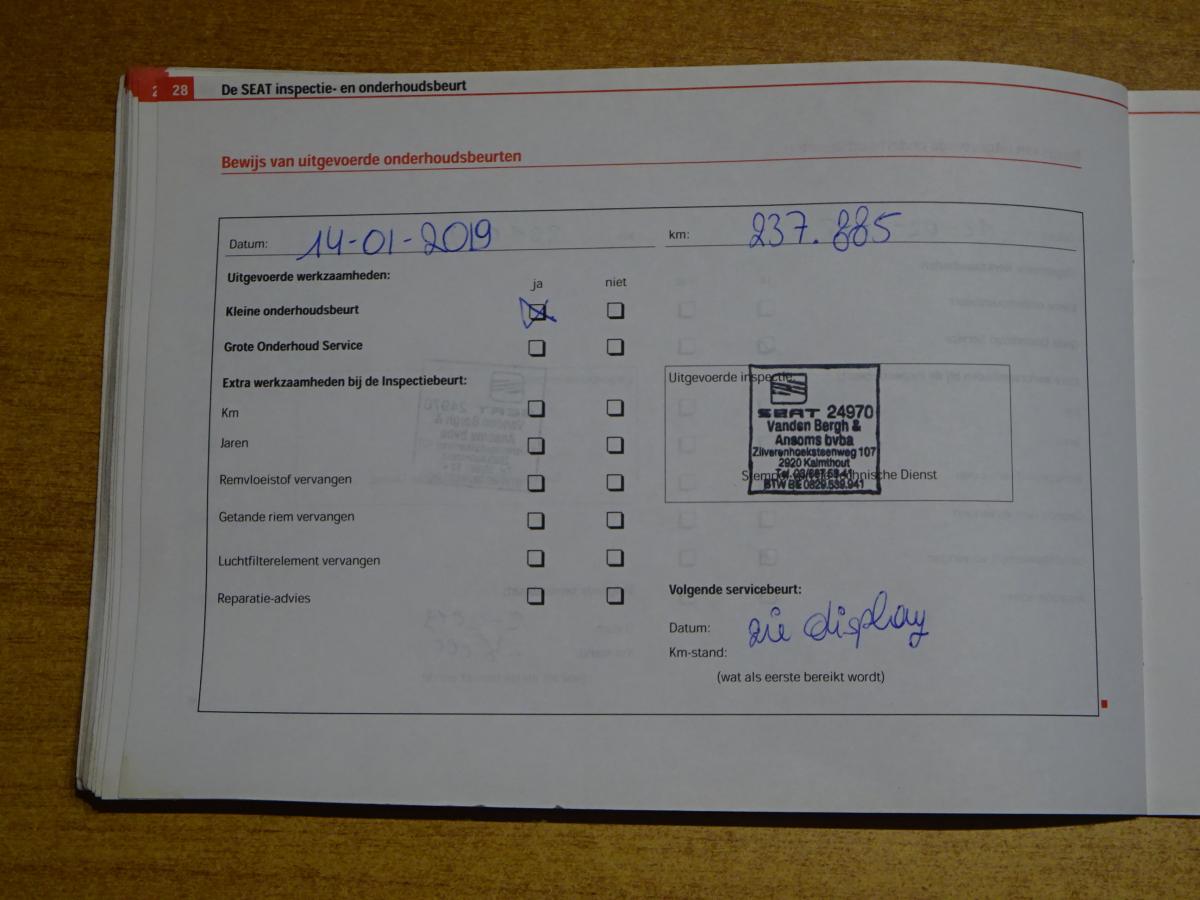 28 De SEAT inspectie- en onderhoudsbeurt
Bewijs van uitgevoerde onderhoudsbeurten
Datum: 14-01-2019 km: 237.885
Uitgevoerde werkzaamheden:
ja niet
Kleine onderhoudsbeurt
Grote Onderhoud Service
Extra werkzaamheden bij de Inspectiebeurt:
Km
Jaren
Remvloeistof vervangen
Getande riem vervangen
Luchtfilterelement vervangen
Reparatie-advies
Uitgevoerde inspectie:
SEAT 24970
Vanden Bergh &
Ansoms bvba
Zilverenhoeksteenweg 107
2920 Kalmthout
BTW BE 0829.539.941
Technische Dienst
Volgende servicebeurt:
Datum: zie display
Km-stand:
(wat als eerste bereikt wordt)